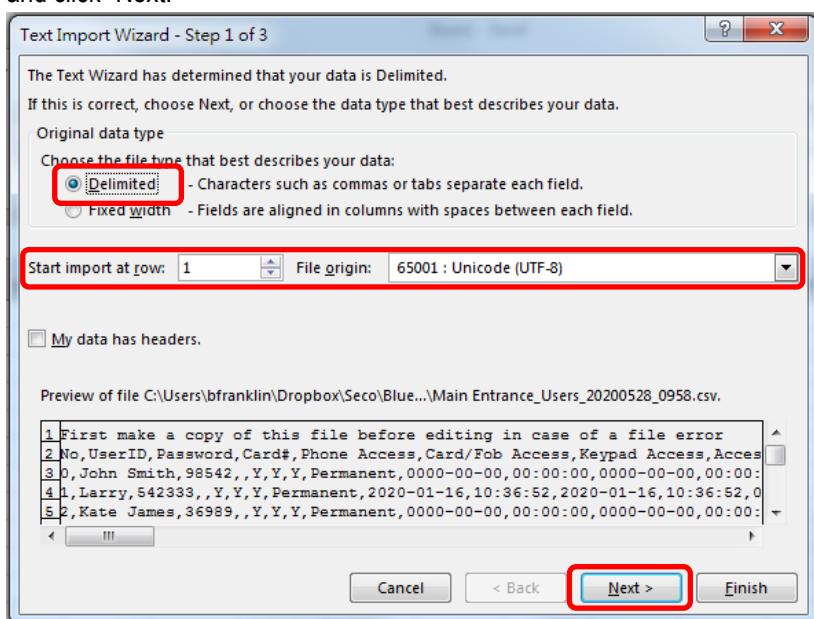 and click "Next."
Text Import Wizard - Step 1 of 3
The Text Wizard has determined that your data is Delimited.
If this is correct, choose Next, or choose the data type that best describes your data.
Original data type
Choose the file type that best describes your data:
Delimited - Characters such as commas or tabs separate each field.
Fixed width - Fields are aligned in columns with spaces between each field.
Start import at row: 1 File origin: 65001 : Unicode (UTF-8)
My data has headers.
Preview of file C:\Users\bfranklin\Dropbox\Seco\Blue...\Main Entrance_Users_20200528_0958.csv.
1 First make a copy of this file before editing in case of a file error
2 No,UserID,Password,Card#,Phone Access,Card/Fob Access,Keypad Access,Acces
3 0,John Smith,98542,,Y,Y,Y,Permanent,0000-00-00,00:00:00,0000-00-00,00:00:
4 1,Larry,542333,,Y,Y,Y,Permanent,2020-01-16,10:36:52,2020-01-16,10:36:52,0
5 2,Kate James,36989,,Y,Y,Y,Permanent,0000-00-00,00:00:00,0000-00-00,00:00:
Cancel < Back Next > Finish